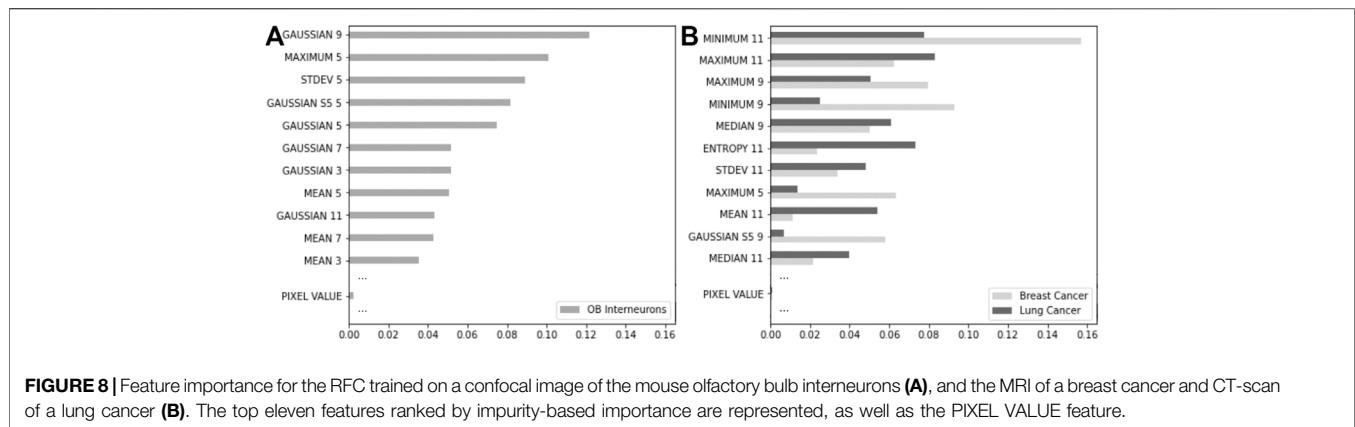 A
GAUSSIAN 9
MAXIMUM 5
STDEV 5
GAUSSIAN S5 5
GAUSSIAN 5
GAUSSIAN 7
GAUSSIAN 3
MEAN 5
GAUSSIAN 11
MEAN 7
MEAN 3
...
PIXEL VALUE
...
OB Interneurons
0.00 0.02 0.04 0.06 0.08 0.10 0.12 0.14 0.16
B
MINIMUM 11
MAXIMUM 11
MAXIMUM 9
MINIMUM 9
MEDIAN 9
ENTROPY 11
STDEV 11
MAXIMUM 5
MEAN 11
GAUSSIAN S5 9
MEDIAN 11
...
PIXEL VALUE
...
Breast Cancer
Lung Cancer
0.00 0.02 0.04 0.06 0.08 0.10 0.12 0.14 0.16
FIGURE 8 | Feature importance for the RFC trained on a confocal image of the mouse olfactory bulb interneurons (A), and the MRI of a breast cancer and CT-scan
of a lung cancer (B). The top eleven features ranked by impurity-based importance are represented, as well as the PIXEL VALUE feature.